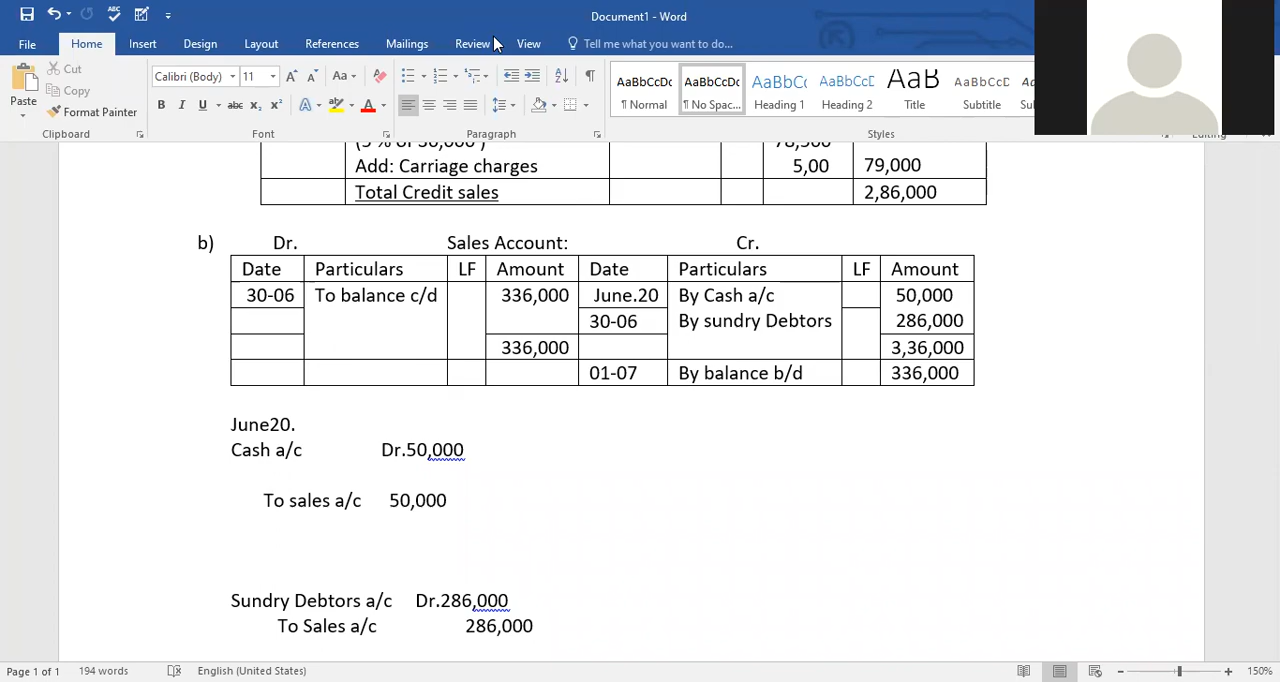 Document1 - Word
File Home Insert Design Layout References Mailings Review View Tell me what you want to do...
Paste
Cut
Copy
Format Painter
Clipboard
Calibri (Body) 11
Font
Paragraph
AaBbCcDc ¶ Normal
AaBbCcDc ¶ No Spac...
AaBbCc Heading 1
AaBbCcE Heading 2
AaB Title
AaBbCcD Subtitle
Styles
Add: Carriage charges 5,00 79,000
Total Credit sales 2,86,000
b) Dr. Sales Account: Cr.
Date Particulars LF Amount Date Particulars LF Amount
30-06 To balance c/d 336,000 June.20 By Cash a/c 50,000
30-06 By sundry Debtors 286,000
336,000 3,36,000
01-07 By balance b/d 336,000
June20.
Cash a/c Dr.50,000
To sales a/c 50,000
Sundry Debtors a/c Dr.286,000
To Sales a/c 286,000
Page 1 of 1 194 words English (United States) 150%